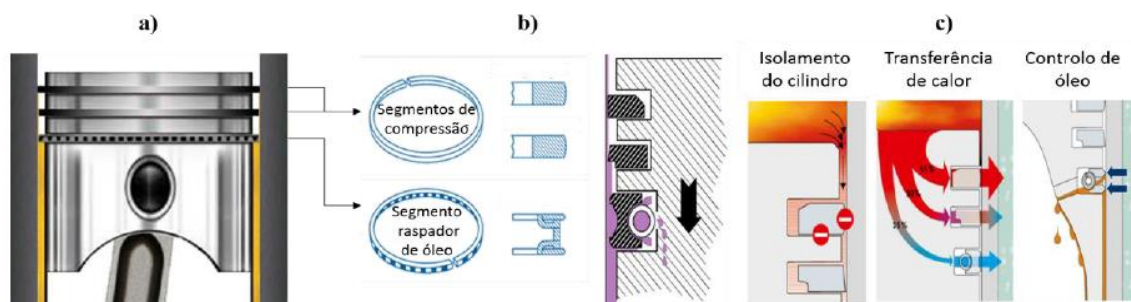 a)
b)
c)
Segmentos de
compressão
Segmento
raspador
de óleo
Isolamento
do cilindro
Transferência
de calor
Controlo de
óleo